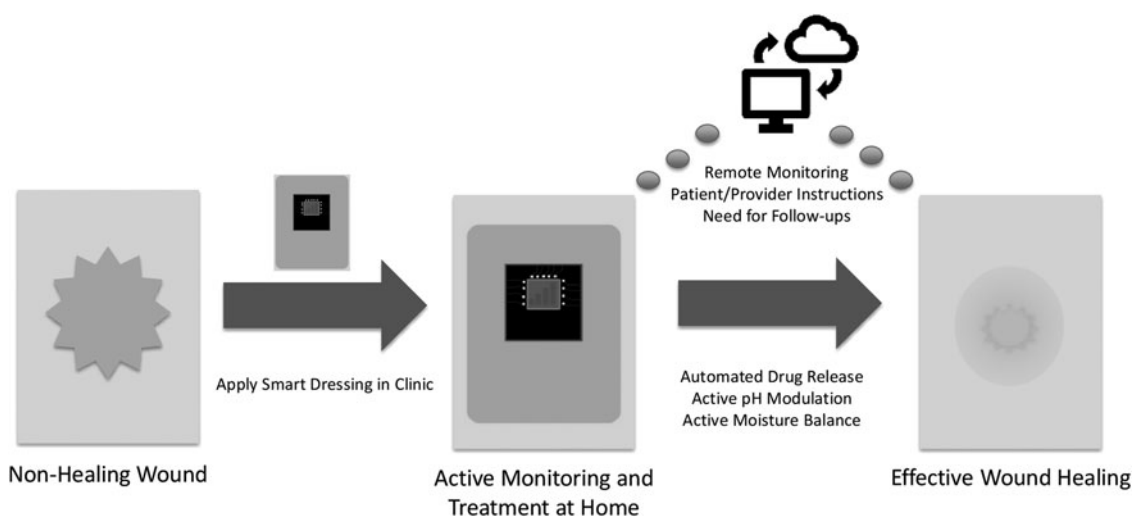 Remote Monitoring
Patient/Provider Instructions
Need for Follow-ups
Apply Smart Dressing in Clinic
Automated Drug Release
Active pH Modulation
Active Moisture Balance
Non-Healing Wound
Active Monitoring and
Treatment at Home
Effective Wound Healing